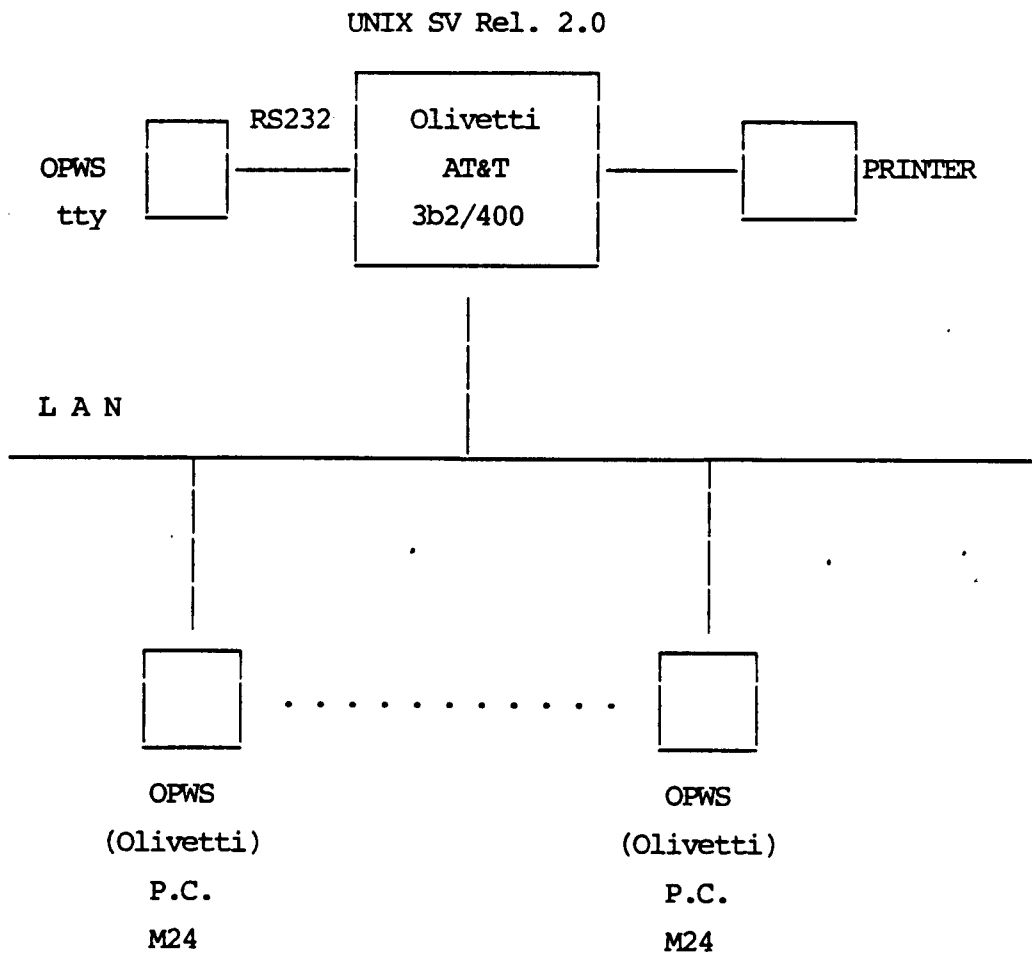 UNIX SV Rel. 2.0
RS232
Olivetti
AT&T
3b2/400
OPWS
tty
PRINTER
L A N
OPWS
(Olivetti)
P.C.
M24
OPWS
(Olivetti)
P.C.
M24